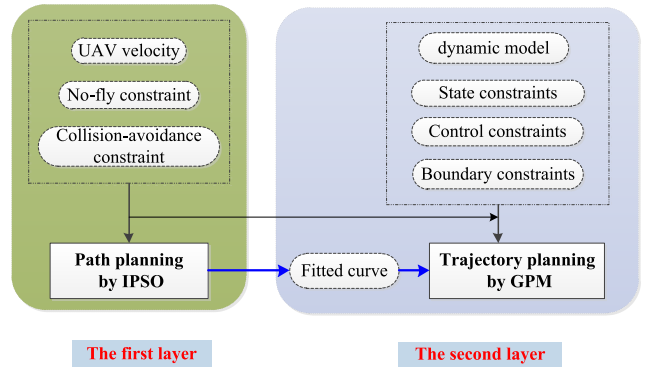 UAV velocity
No-fly constraint
Collision-avoidance
constraint
Path planning
by IPSO
dynamic model
State constraints
Control constraints
Boundary constraints
Fitted curve
Trajectory planning
by GPM
The first layer
The second layer